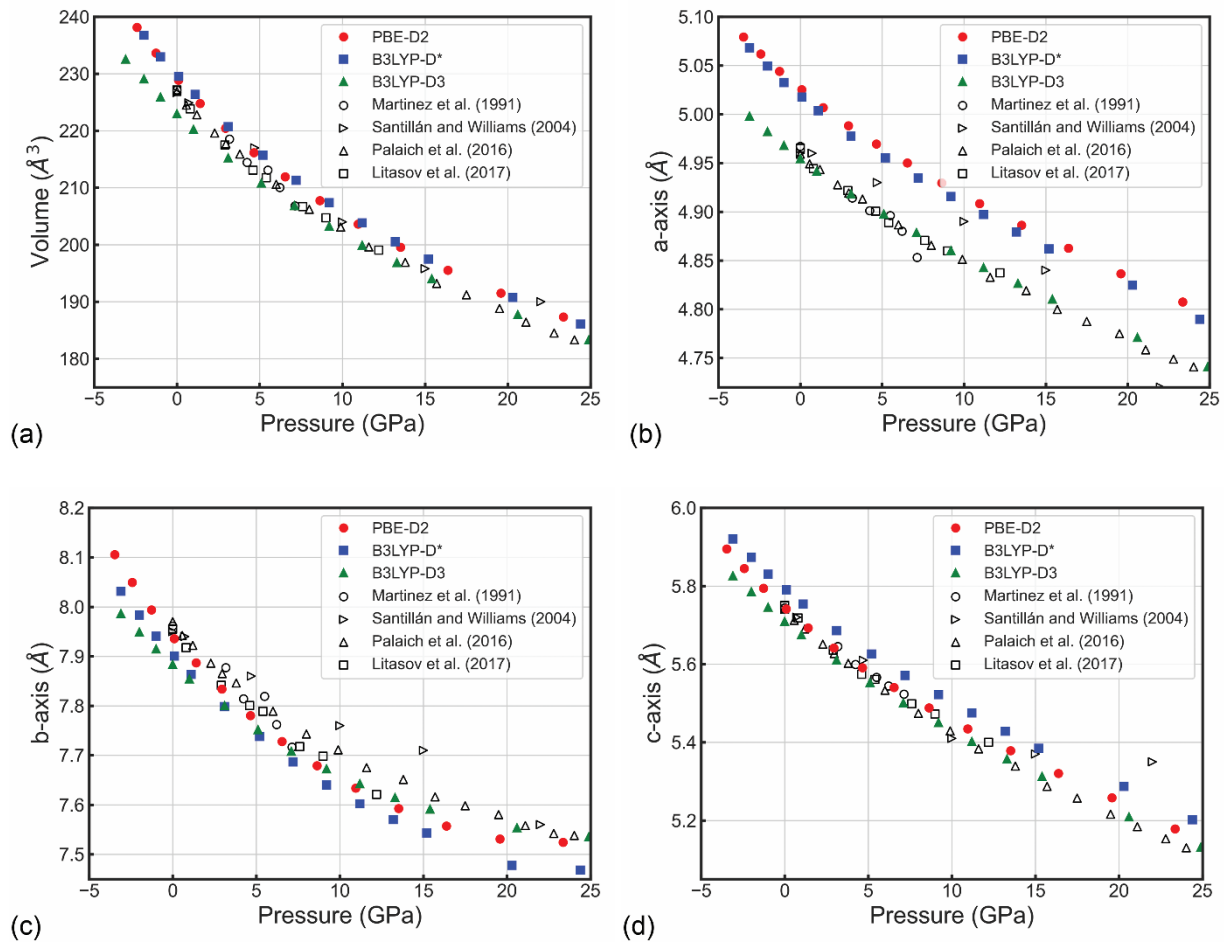 240
230
220
210
200
190
180
Volume (Å³)
PBE-D2
B3LYP-D*
B3LYP-D3
Martinez et al. (1991)
Santillán and Williams (2004)
Palaich et al. (2016)
Litasov et al. (2017)
−5 0 5 10 15 20 25
Pressure (GPa)
(a)
5.10
5.05
5.00
4.95
4.90
4.85
4.80
4.75
a-axis (Å)
PBE-D2
B3LYP-D*
B3LYP-D3
Martinez et al. (1991)
Santillán and Williams (2004)
Palaich et al. (2016)
Litasov et al. (2017)
−5 0 5 10 15 20 25
Pressure (GPa)
(b)
8.2
8.1
8.0
7.9
7.8
7.7
7.6
7.5
b-axis (Å)
PBE-D2
B3LYP-D*
B3LYP-D3
Martinez et al. (1991)
Santillán and Williams (2004)
Palaich et al. (2016)
Litasov et al. (2017)
−5 0 5 10 15 20 25
Pressure (GPa)
(c)
6.0
5.8
5.6
5.4
5.2
c-axis (Å)
PBE-D2
B3LYP-D*
B3LYP-D3
Martinez et al. (1991)
Santillán and Williams (2004)
Palaich et al. (2016)
Litasov et al. (2017)
−5 0 5 10 15 20 25
Pressure (GPa)
(d)